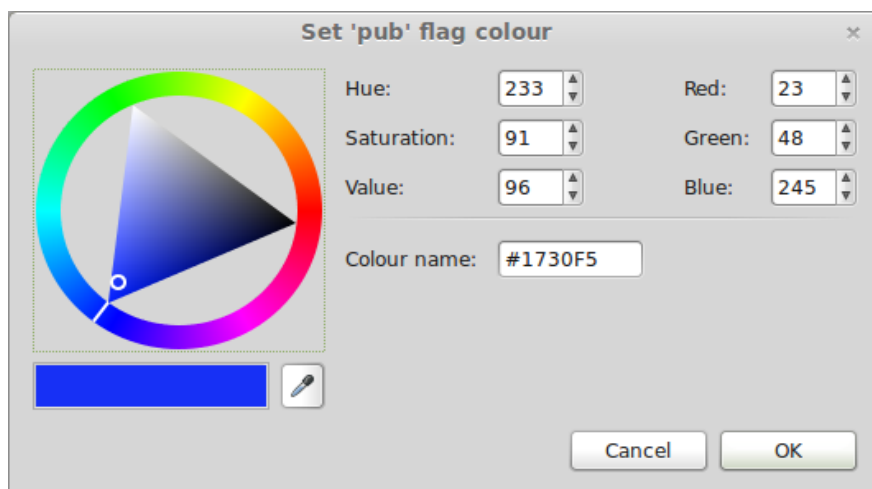 Set 'pub' flag colour
Hue: 233 Red: 23
Saturation: 91 Green: 48
Value: 96 Blue: 245
Colour name: #1730F5
Cancel OK